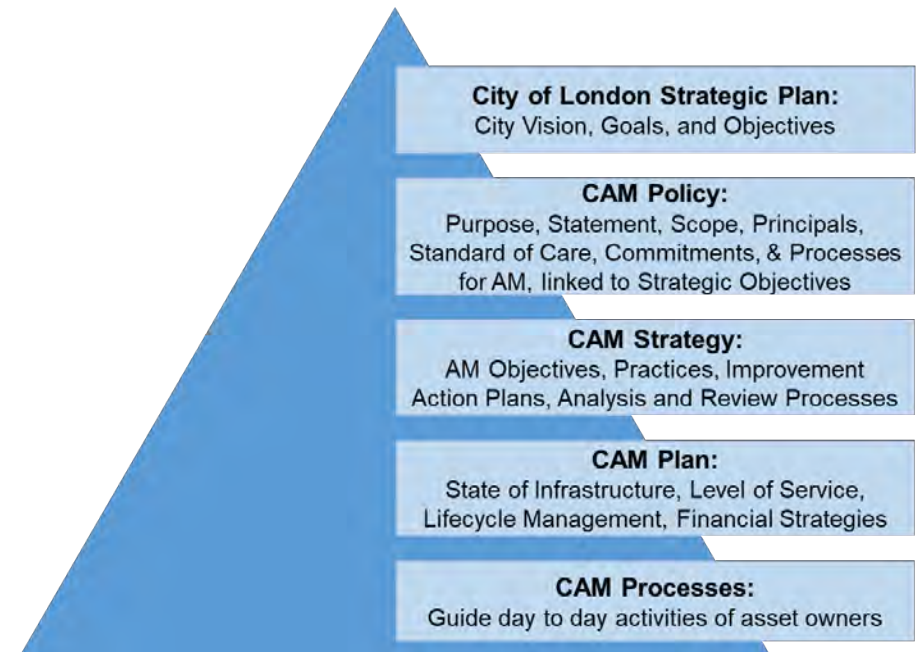 City of London Strategic Plan:
City Vision, Goals, and Objectives
CAM Policy:
Purpose, Statement, Scope, Principals,
Standard of Care, Commitments, & Processes
for AM, linked to Strategic Objectives
CAM Strategy:
AM Objectives, Practices, Improvement
Action Plans, Analysis and Review Processes
CAM Plan:
State of Infrastructure, Level of Service,
Lifecycle Management, Financial Strategies
CAM Processes:
Guide day to day activities of asset owners